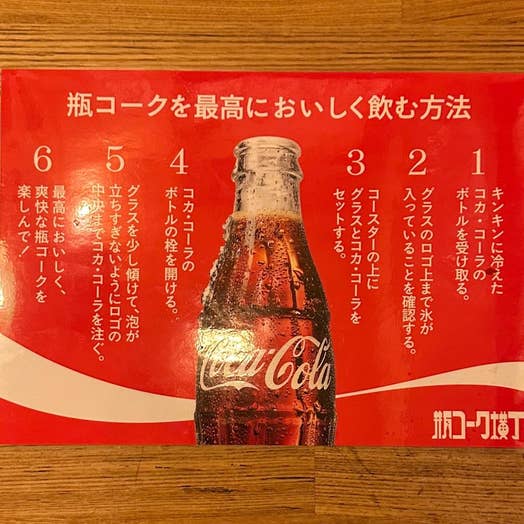 瓶コークを最高においしく飲む方法
1
キンキンに冷えた
コカ・コーラの
ボトルを受け取る。
2
グラスのロゴ上まで氷が
入っていることを確認する。
3
コースターの上に
グラスとコカ・コーラを
セットする。
4
コカ・コーラの
ボトルの栓を開ける。
5
グラスを少し傾けて、泡が
立ちすぎないようにロゴの
中央までコカ・コーラを注ぐ。
6
最高においしく、
爽快な瓶コークを
楽しんで!
Coca-Cola
瓶コーク横丁